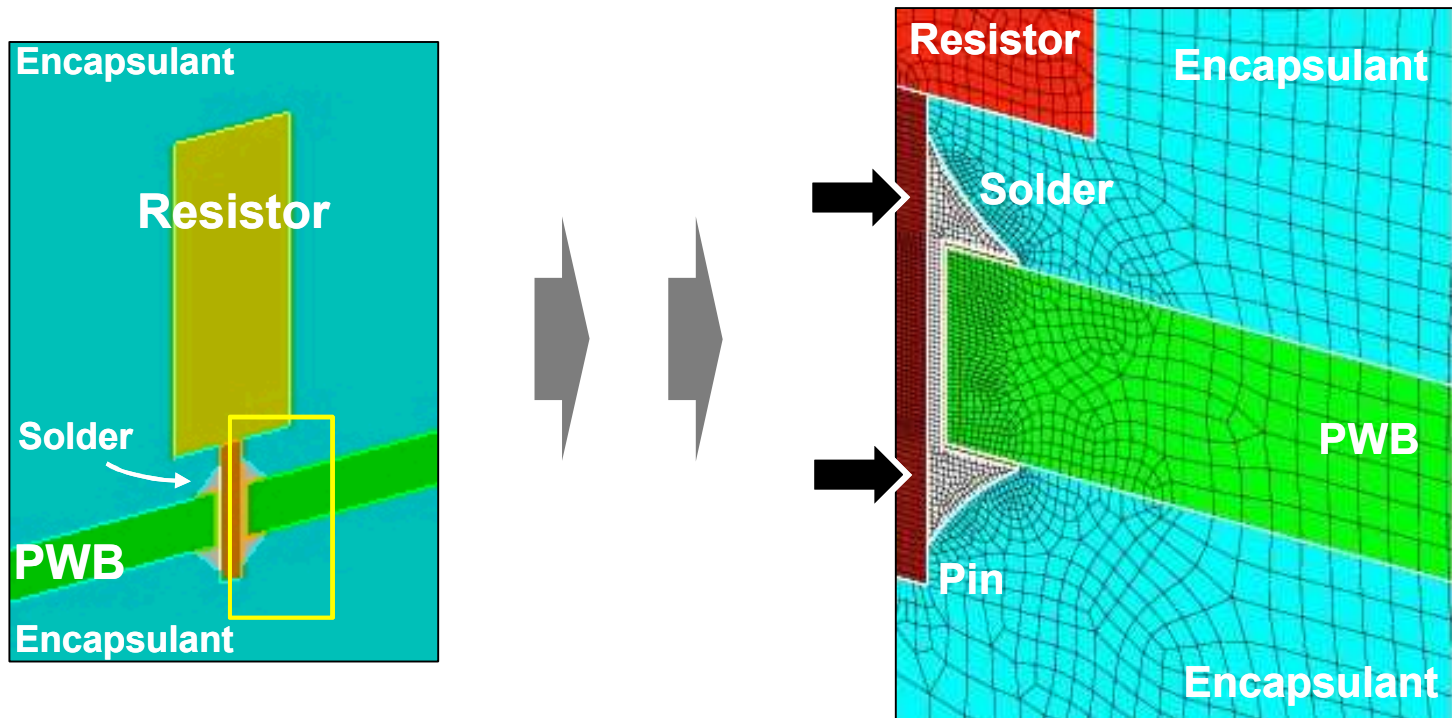 Encapsulant
Resistor
Solder
PWB
Encapsulant
Resistor
Encapsulant
Solder
PWB
Pin
Encapsulant